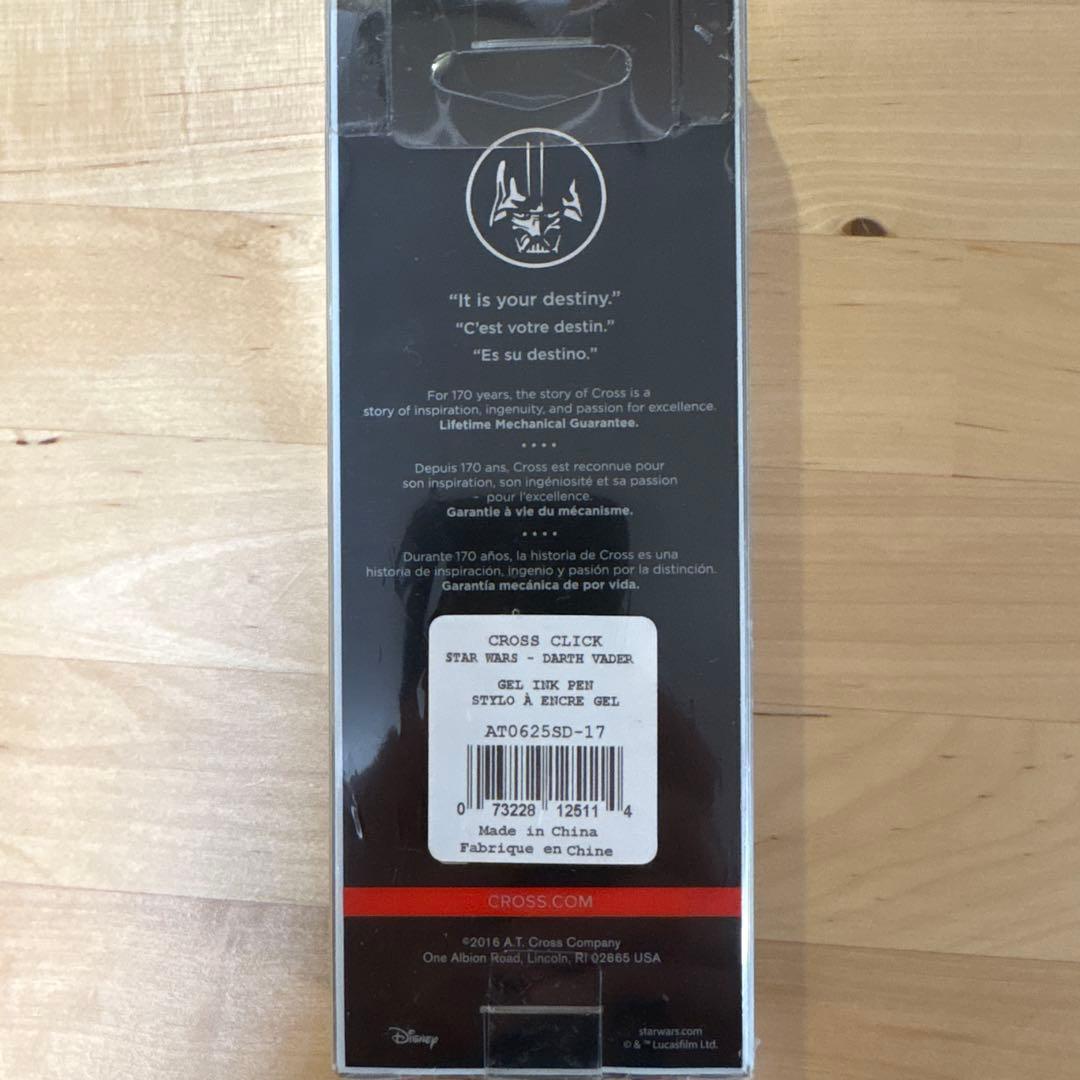 “It is your destiny.”
“C’est votre destin.”
“Es su destino.”
For 170 years, the story of Cross is a
story of inspiration, ingenuity, and passion for excellence.
Lifetime Mechanical Guarantee.
Depuis 170 ans, Cross est reconnue pour
son inspiration, son ingéniosité et sa passion
pour l’excellence.
Garantie à vie du mécanisme.
Durante 170 años, la historia de Cross es una
historia de inspiración, ingenio y pasión por la distinción.
Garantía mecánica de por vida.
CROSS CLICK
STAR WARS - DARTH VADER
GEL INK PEN
STYLO À ENCRE GEL
AT0625SD-17
0 73228 12511 4
Made in China
Fabrique en Chine
CROSS.COM
©2016 A.T. Cross Company
One Albion Road, Lincoln, RI 02865 USA
Disney
starwars.com
© & ™ Lucasfilm Ltd.